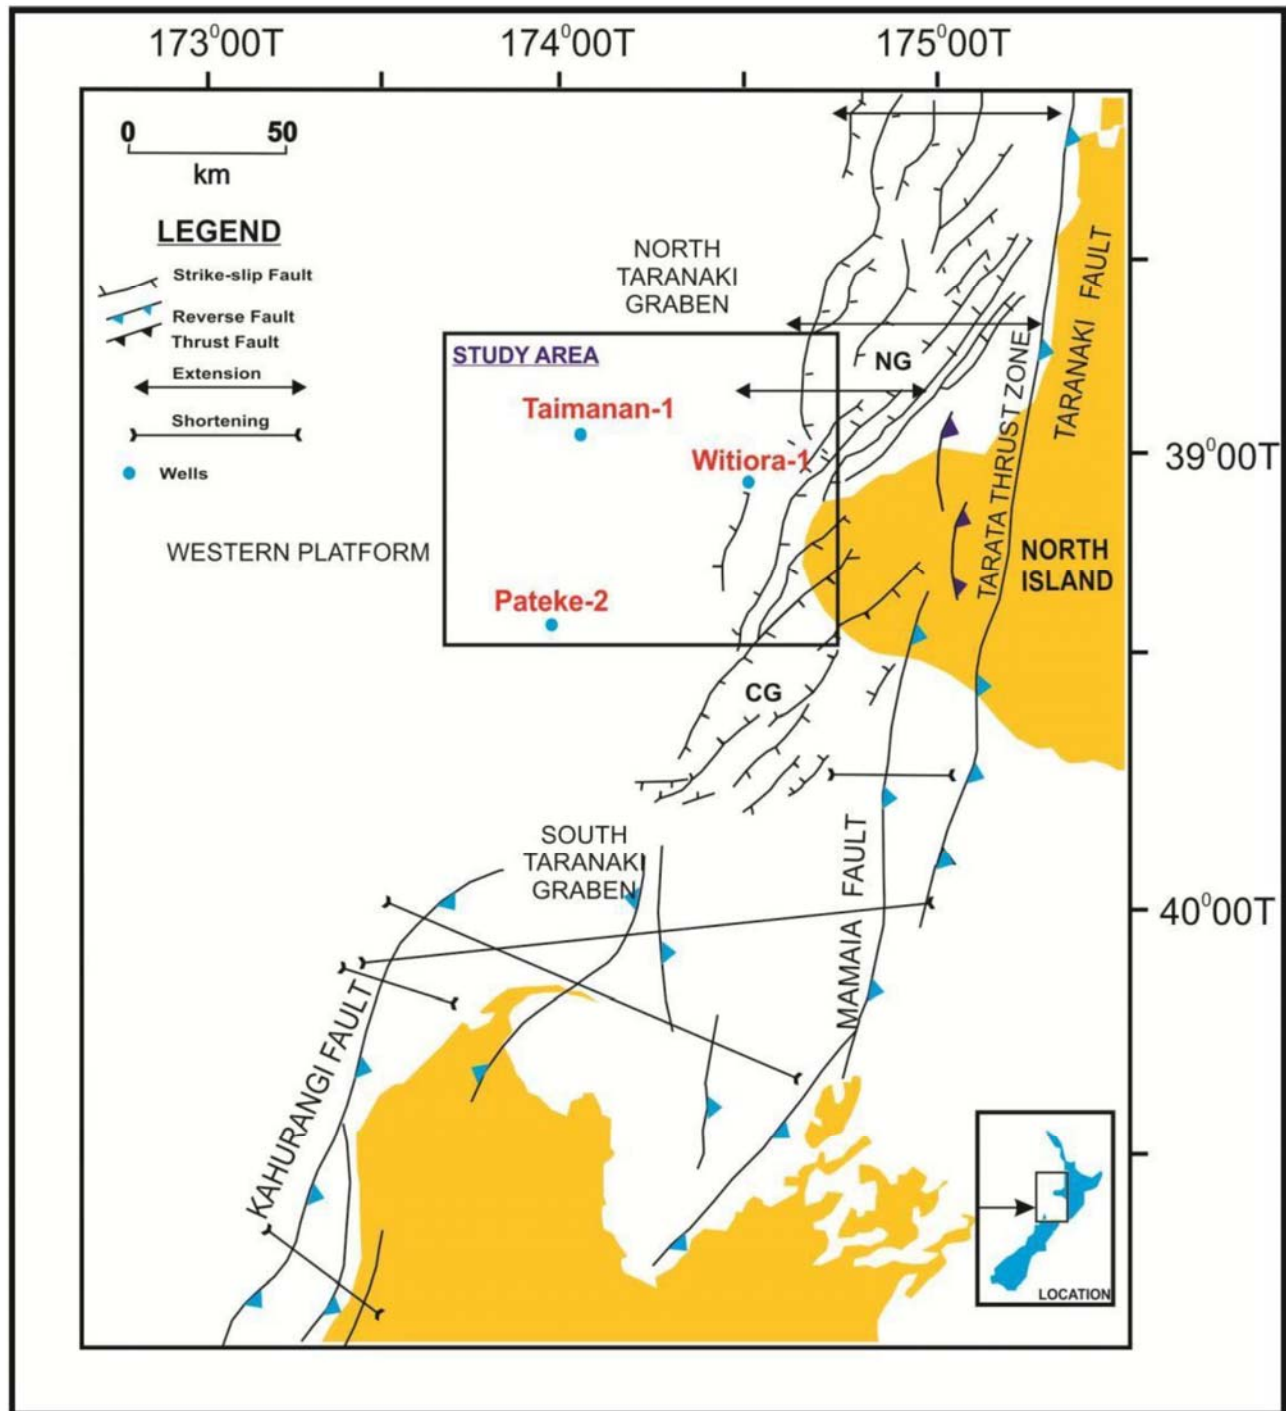 173⁰00T
174⁰00T
175⁰00T
0 50
km
LEGEND
Strike-slip Fault
Reverse Fault
Thrust Fault
Extension
Shortening
Wells
NORTH
TARANAKI
GRABEN
NG
TARANAKI FAULT
STUDY AREA
Taimanan-1
Witiora-1
39⁰00T
TARATA THRUST ZONE
WESTERN PLATFORM
NORTH
ISLAND
Pateke-2
CG
SOUTH
TARANAKI
GRABEN
MAMAIA FAULT
40⁰00T
KAHURANGI FAULT
LOCATION